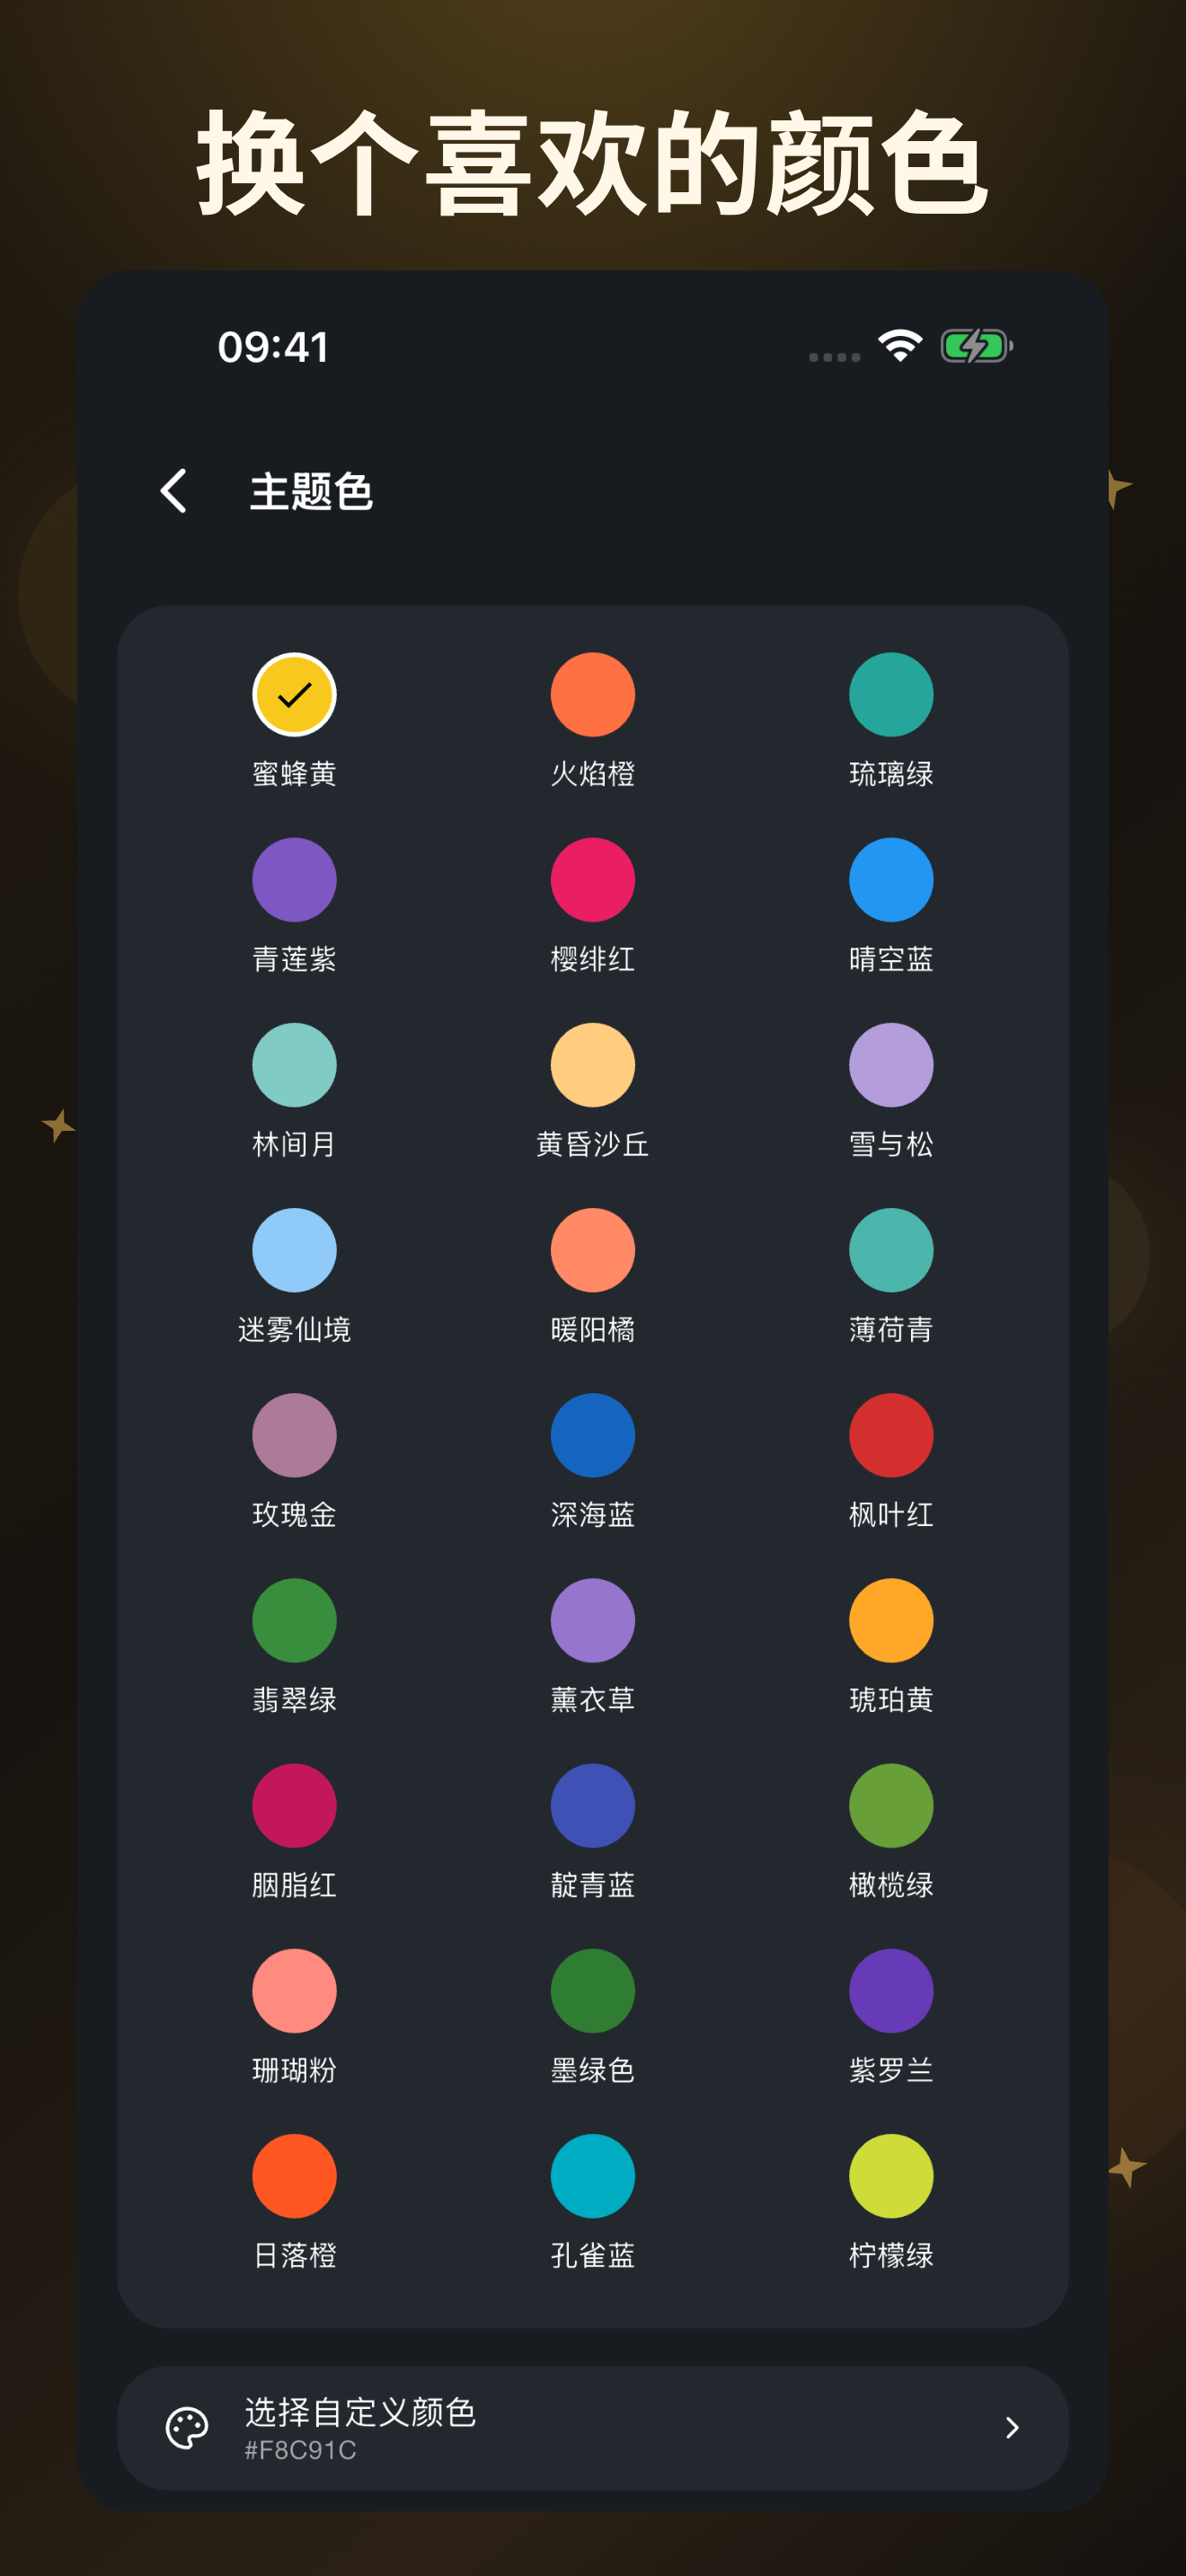 换个喜欢的颜色
09:41
主题色
蜜蜂黄 火焰橙 琉璃绿
青莲紫 樱绯红 晴空蓝
林间月 黄昏沙丘 雪与松
迷雾仙境 暖阳橘 薄荷青
玫瑰金 深海蓝 枫叶红
翡翠绿 薰衣草 琥珀黄
胭脂红 靛青蓝 橄榄绿
珊瑚粉 墨绿色 紫罗兰
日落橙 孔雀蓝 柠檬绿
选择自定义颜色
#F8C91C